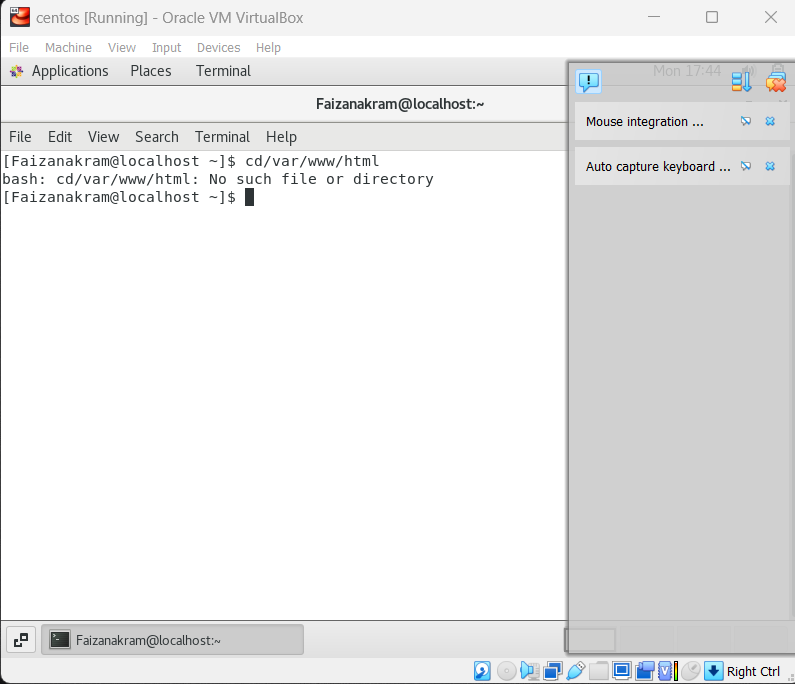 centos [Running] - Oracle VM VirtualBox
File Machine View Input Devices Help
Applications Places Terminal Mon 17:44
Faizanakram@localhost:~
File Edit View Search Terminal Help
[Faizanakram@localhost ~]$ cd/var/www/html
bash: cd/var/www/html: No such file or directory
[Faizanakram@localhost ~]$
Mouse integration ...
Auto capture keyboard ...
Faizanakram@localhost:~
Right Ctrl